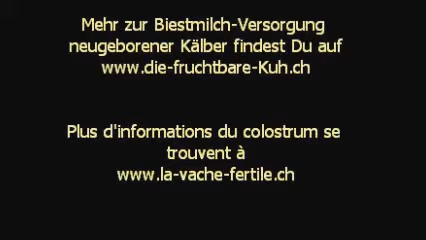 Mehr zur Biestmilch-Versorgung
neugeborener Kälber findest Du auf
www.die-fruchtbare-Kuh.ch
Plus d'informations du colostrum se
trouvent à
www.la-vache-fertile.ch